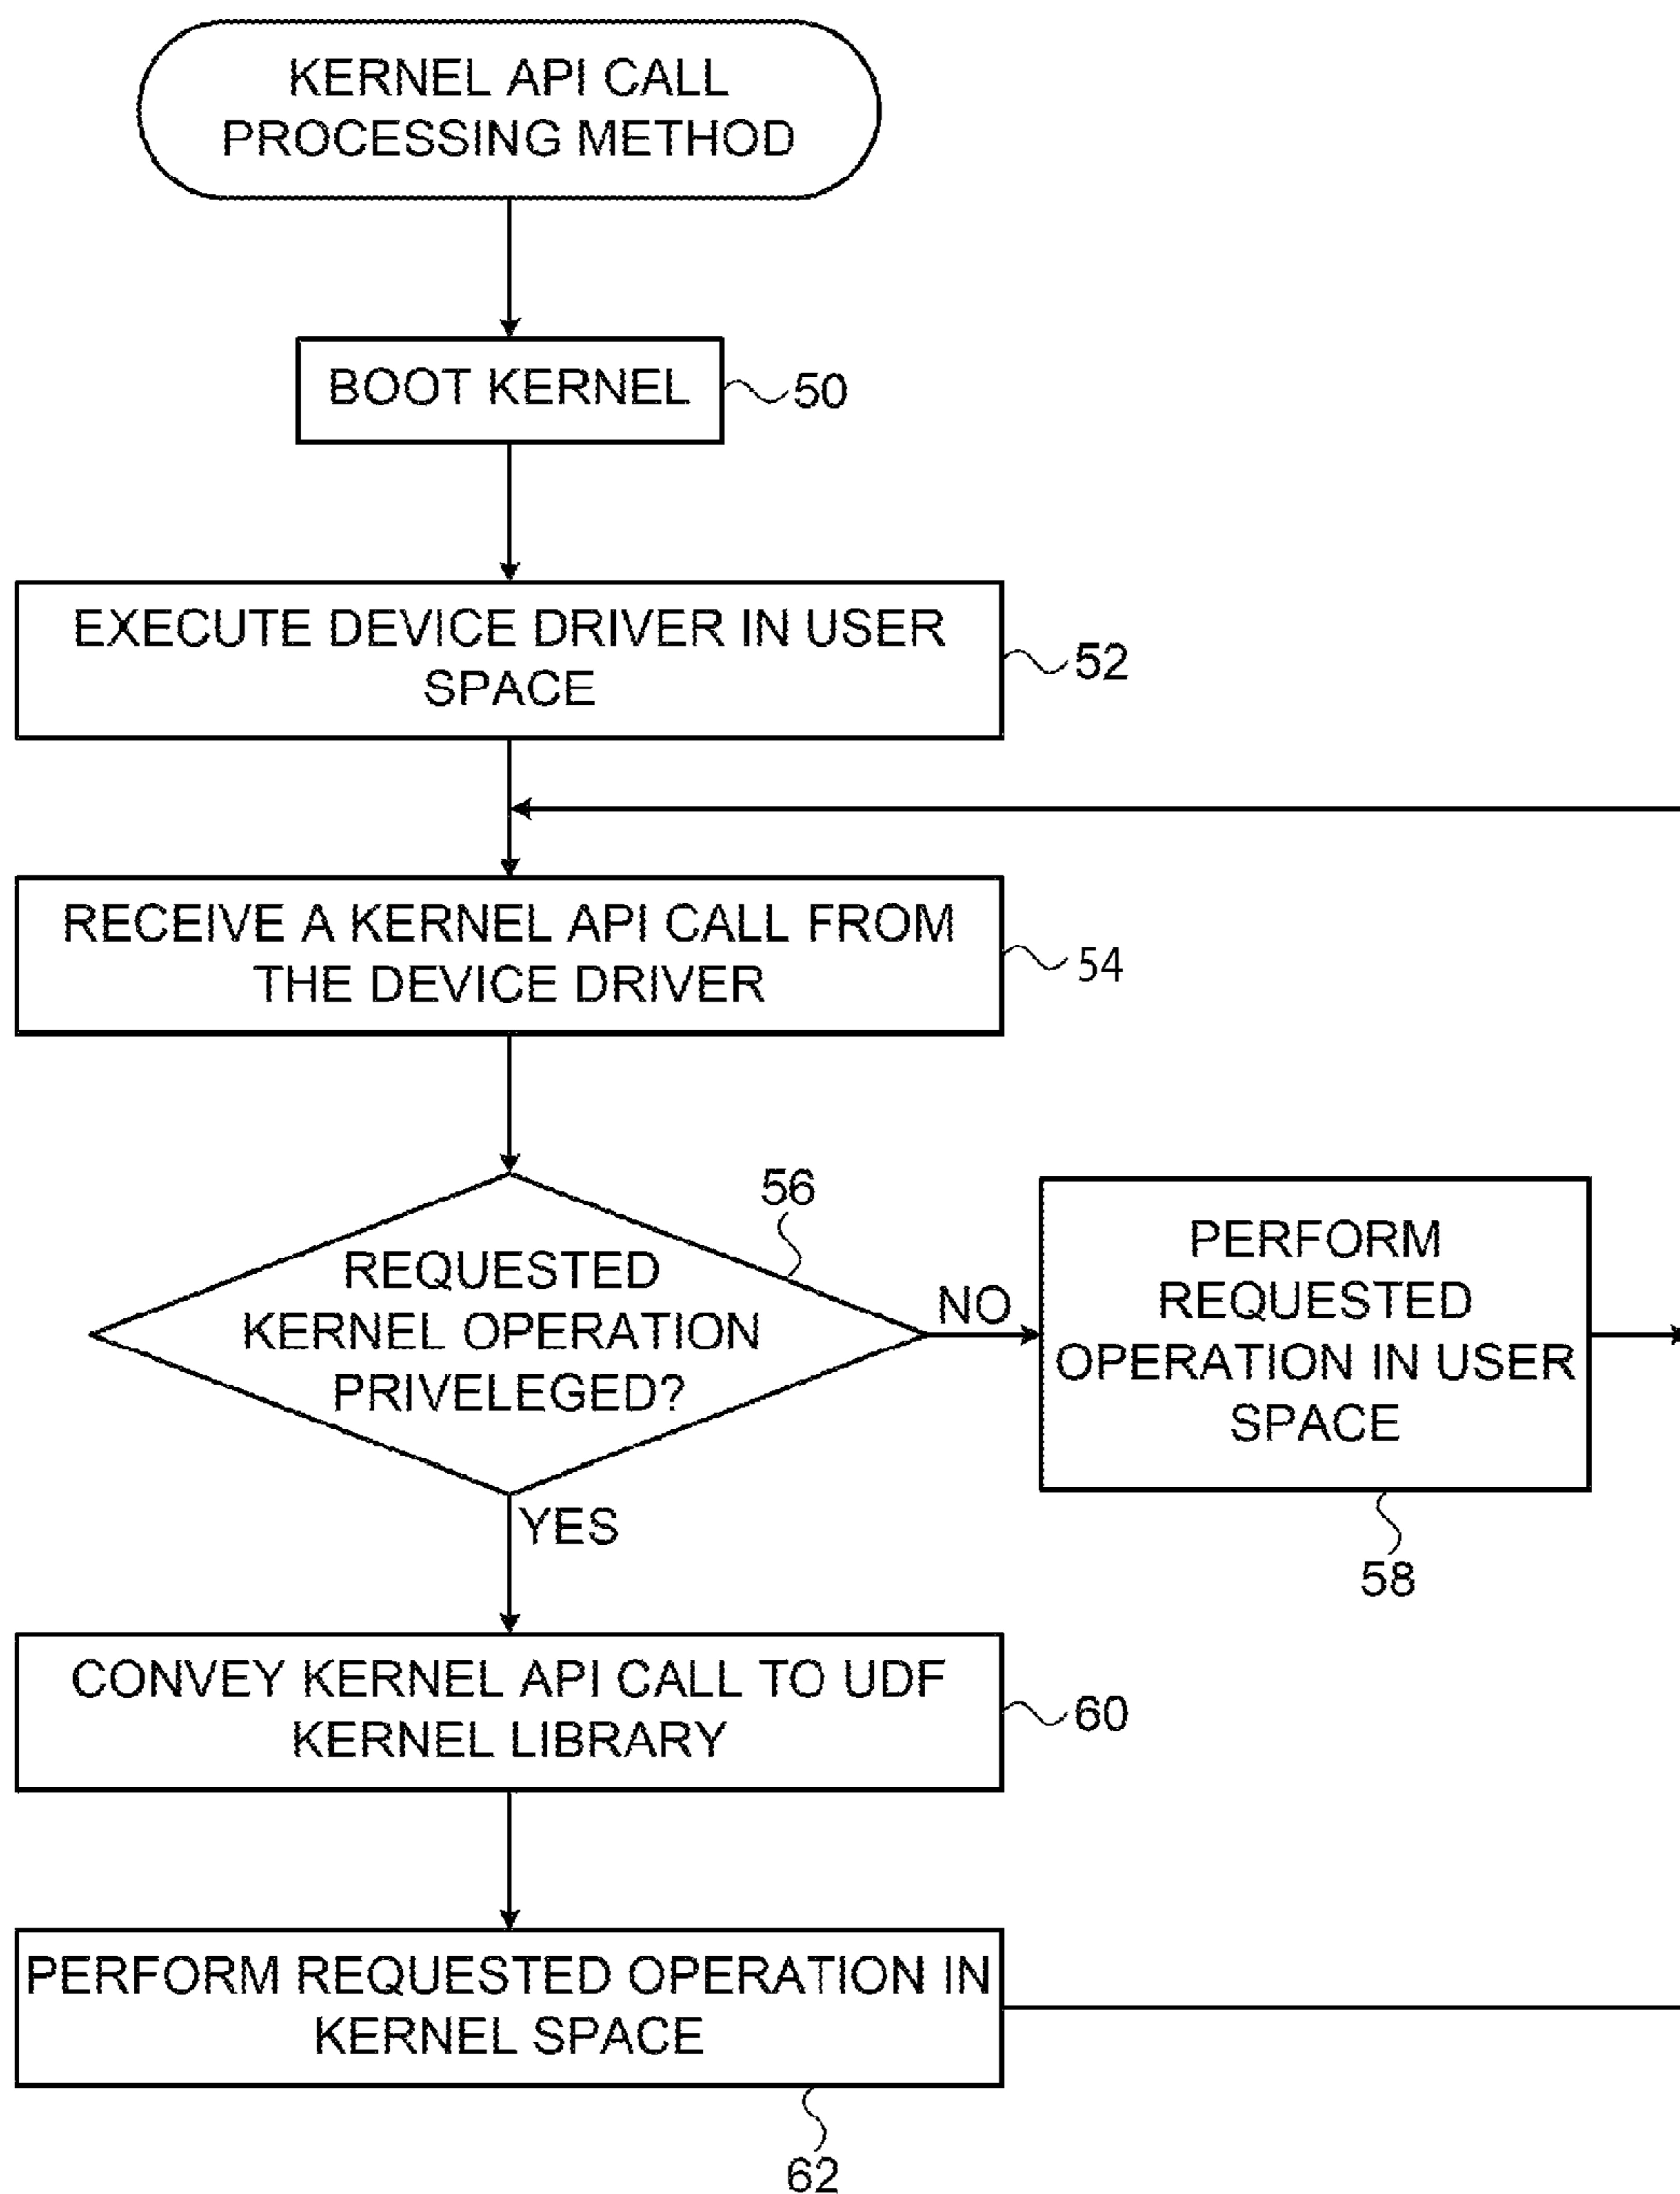 KERNEL API CALL
PROCESSING METHOD
BOOT KERNEL
50
EXECUTE DEVICE DRIVER IN USER
SPACE
52
RECEIVE A KERNEL API CALL FROM
THE DEVICE DRIVER
54
56
REQUESTED
KERNEL OPERATION
PRIVELEGED?
NO
PERFORM
REQUESTED
OPERATION IN USER
SPACE
58
YES
CONVEY KERNEL API CALL TO UDF
KERNEL LIBRARY
60
PERFORM REQUESTED OPERATION IN
KERNEL SPACE
62